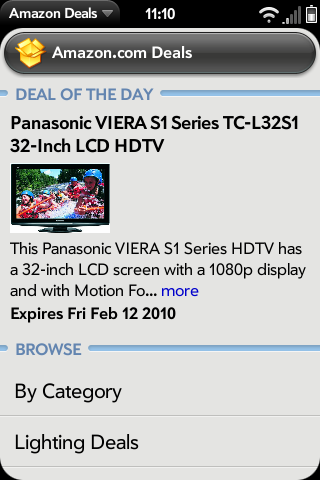 Amazon Deals 11:10
Amazon.com Deals
DEAL OF THE DAY
Panasonic VIERA S1 Series TC-L32S1
32-Inch LCD HDTV
This Panasonic VIERA S1 Series HDTV has
a 32-inch LCD screen with a 1080p display
and with Motion Fo... more
Expires Fri Feb 12 2010
BROWSE
By Category
Lighting Deals